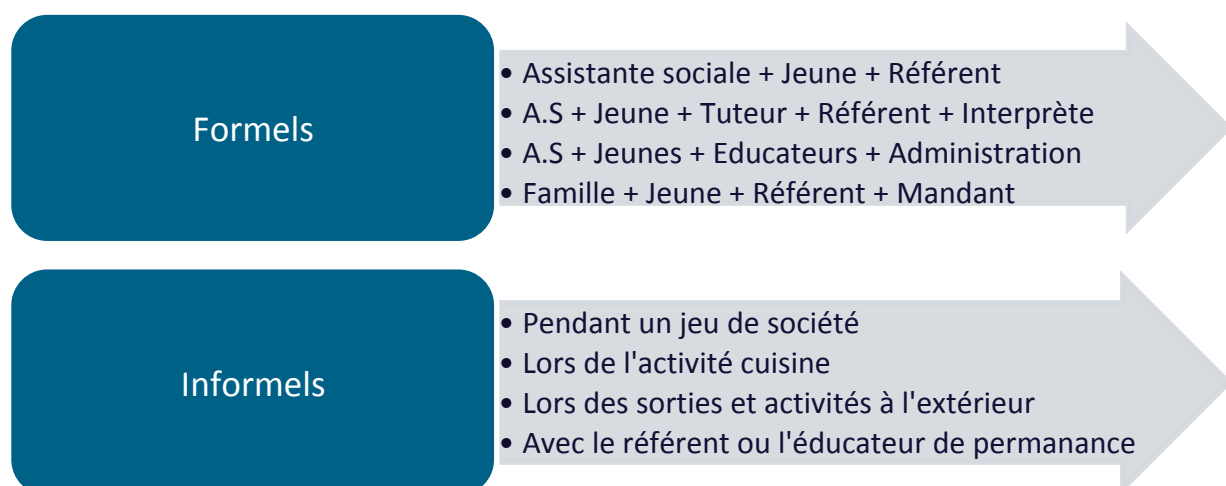 Formels
• Assistante sociale + Jeune + Référent
• A.S + Jeune + Tuteur + Référent + Interprète
• A.S + Jeunes + Educateurs + Administration
• Famille + Jeune + Référent + Mandant
Informels
• Pendant un jeu de société
• Lors de l'activité cuisine
• Lors des sorties et activités à l'extérieur
• Avec le référent ou l'éducateur de permanance